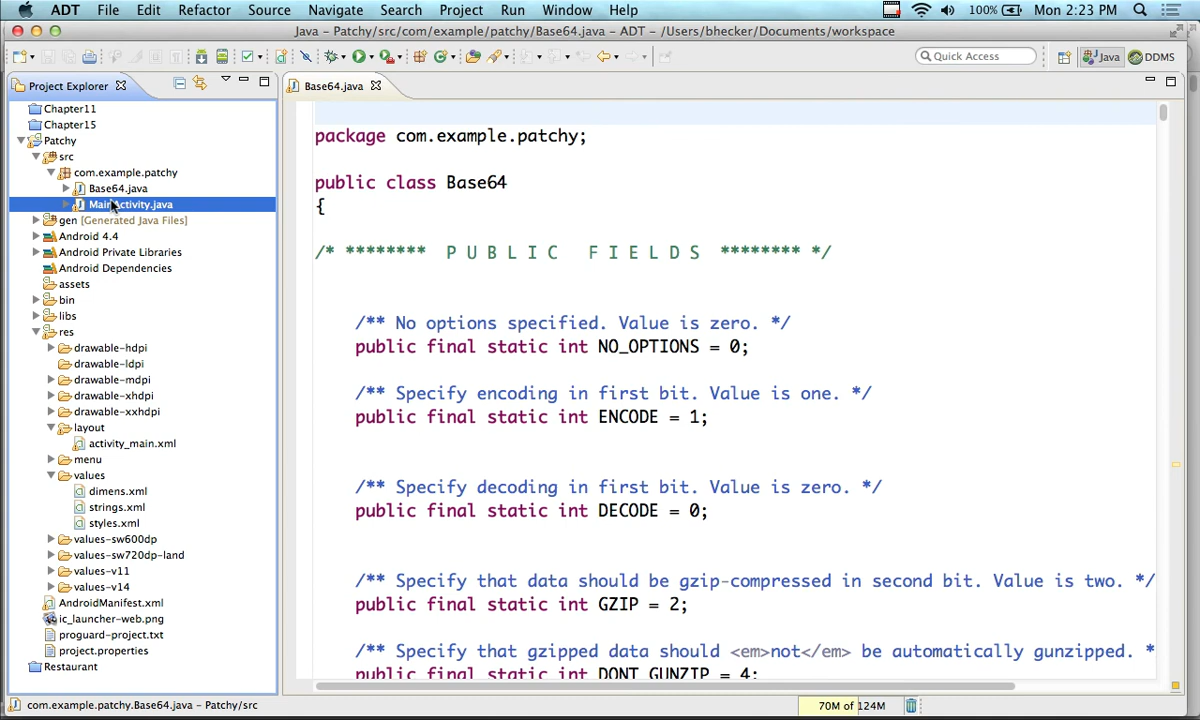 ADT File Edit Refactor Source Navigate Search Project Run Window Help 100% Mon 2:23 PM
Java - Patchy/src/com/example/patchy/Base64.java - ADT - /Users/bhecker/Documents/workspace
Quick Access Java DDMS
Project Explorer
Base64.java
Chapter11
Chapter15
Patchy
src
com.example.patchy
Base64.java
MainActivity.java
gen [Generated Java Files]
Android 4.4
Android Private Libraries
Android Dependencies
assets
bin
libs
res
drawable-hdpi
drawable-ldpi
drawable-mdpi
drawable-xhdpi
drawable-xxhdpi
layout
activity_main.xml
menu
values
dimens.xml
strings.xml
styles.xml
values-sw600dp
values-sw720dp-land
values-v11
values-v14
AndroidManifest.xml
ic_launcher-web.png
proguard-project.txt
project.properties
Restaurant
package com.example.patchy;
public class Base64
{
/* ******** P U B L I C   F I E L D S ******** */
/** No options specified. Value is zero. */
public final static int NO_OPTIONS = 0;
/** Specify encoding in first bit. Value is one. */
public final static int ENCODE = 1;
/** Specify decoding in first bit. Value is zero. */
public final static int DECODE = 0;
/** Specify that data should be gzip-compressed in second bit. Value is two. */
public final static int GZIP = 2;
/** Specify that gzipped data should <em>not</em> be automatically gunzipped. *
public final static int DONT_GUNZIP = 4;
com.example.patchy.Base64.java - Patchy/src
70M of 124M